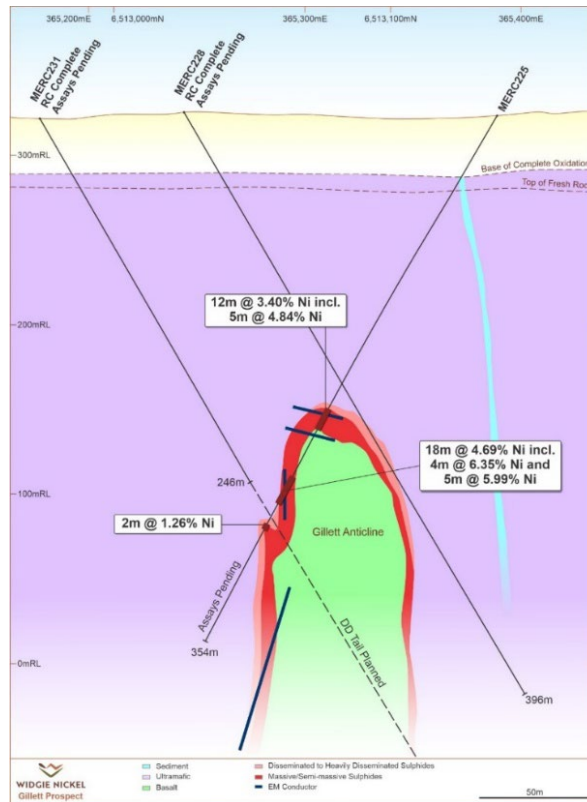 365,200mE
6,513,000mN
365,300mE
6,513,100mN
365,400mE
MERC231
RC Complete
Assays Pending
MERC228
RC Complete
Assays Pending
MERC225
300mRL
Base of Complete Oxidation
Top of Fresh Roc
200mRL
12m @ 3.40% Ni incl.
5m @ 4.84% Ni
18m @ 4.69% Ni incl.
4m @ 6.35% Ni and
5m @ 5.99% Ni
100mRL
246m
2m @ 1.26% Ni
Gillett Anticline
Assays Pending
DD Tail Planned
354m
0mRL
396m
WIDGIE NICKEL
Gillett Prospect
Sediment
Ultramafic
Basalt
Disseminated to Heavily Disseminated Sulphides
Massive/Semi-massive Sulphides
EM Conductor
50m